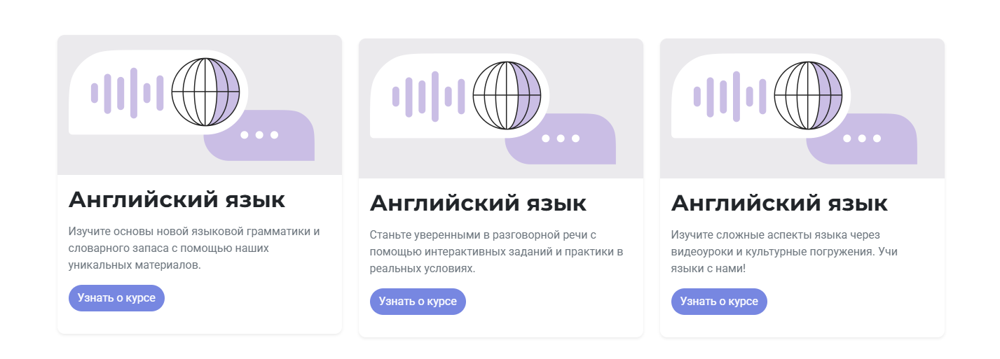 Английский язык
Изучите основы новой языковой грамматики и
словарного запаса с помощью наших
уникальных материалов.
Узнать о курсе
Английский язык
Станьте уверенными в разговорной речи с
помощью интерактивных заданий и практики в
реальных условиях.
Узнать о курсе
Английский язык
Изучите сложные аспекты языка через
видеоуроки и культурные погружения. Учи
языки с нами!
Узнать о курсе